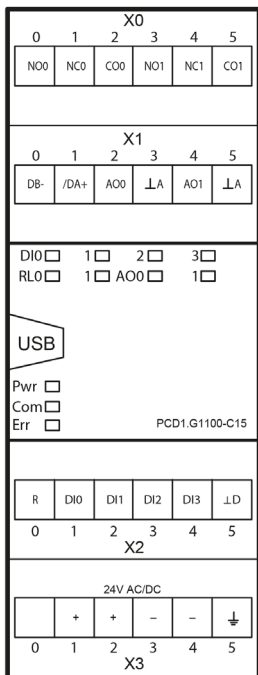 X0
0 1 2 3 4 5
NO0 NC0 CO0 NO1 NC1 CO1
X1
0 1 2 3 4 5
DB- /DA+ AO0 ⊥A AO1 ⊥A
DI0 1 2 3
RL0 1 AO0 1
USB
Pwr
Com
Err PCD1.G1100-C15
R DI0 DI1 DI2 DI3 ⊥D
0 1 2 3 4 5
X2
24V AC/DC
+ + – – ⏚
0 1 2 3 4 5
X3